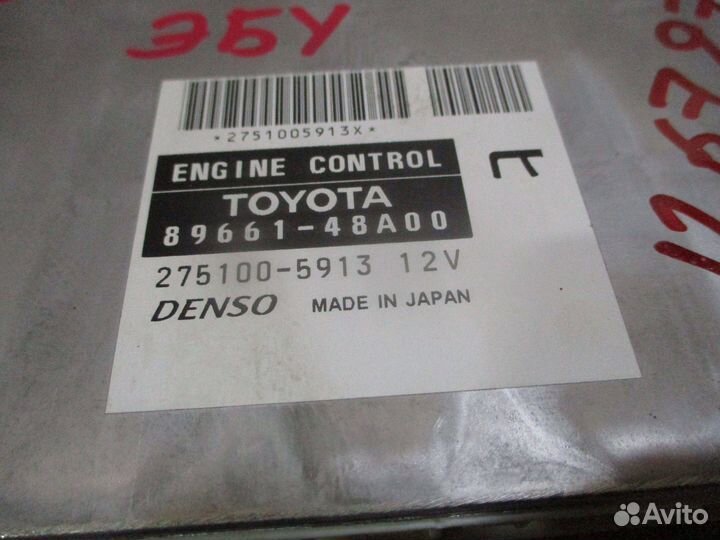 ЭБУ
*2751005913X*
ENGINE CONTROL
TOYOTA
89661-48A00
275100-5913 12V
DENSO MADE IN JAPAN
Avito